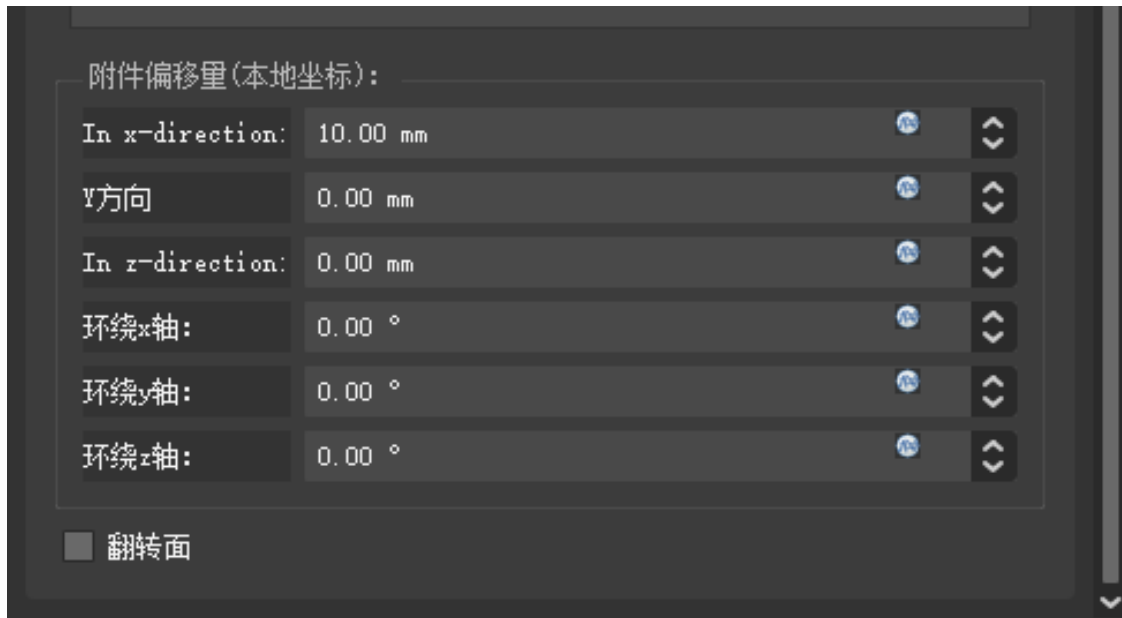 附件偏移量(本地坐标):
In x-direction: 10.00 mm
Y方向 0.00 mm
In z-direction: 0.00 mm
环绕x轴: 0.00 °
环绕y轴: 0.00 °
环绕z轴: 0.00 °
翻转面